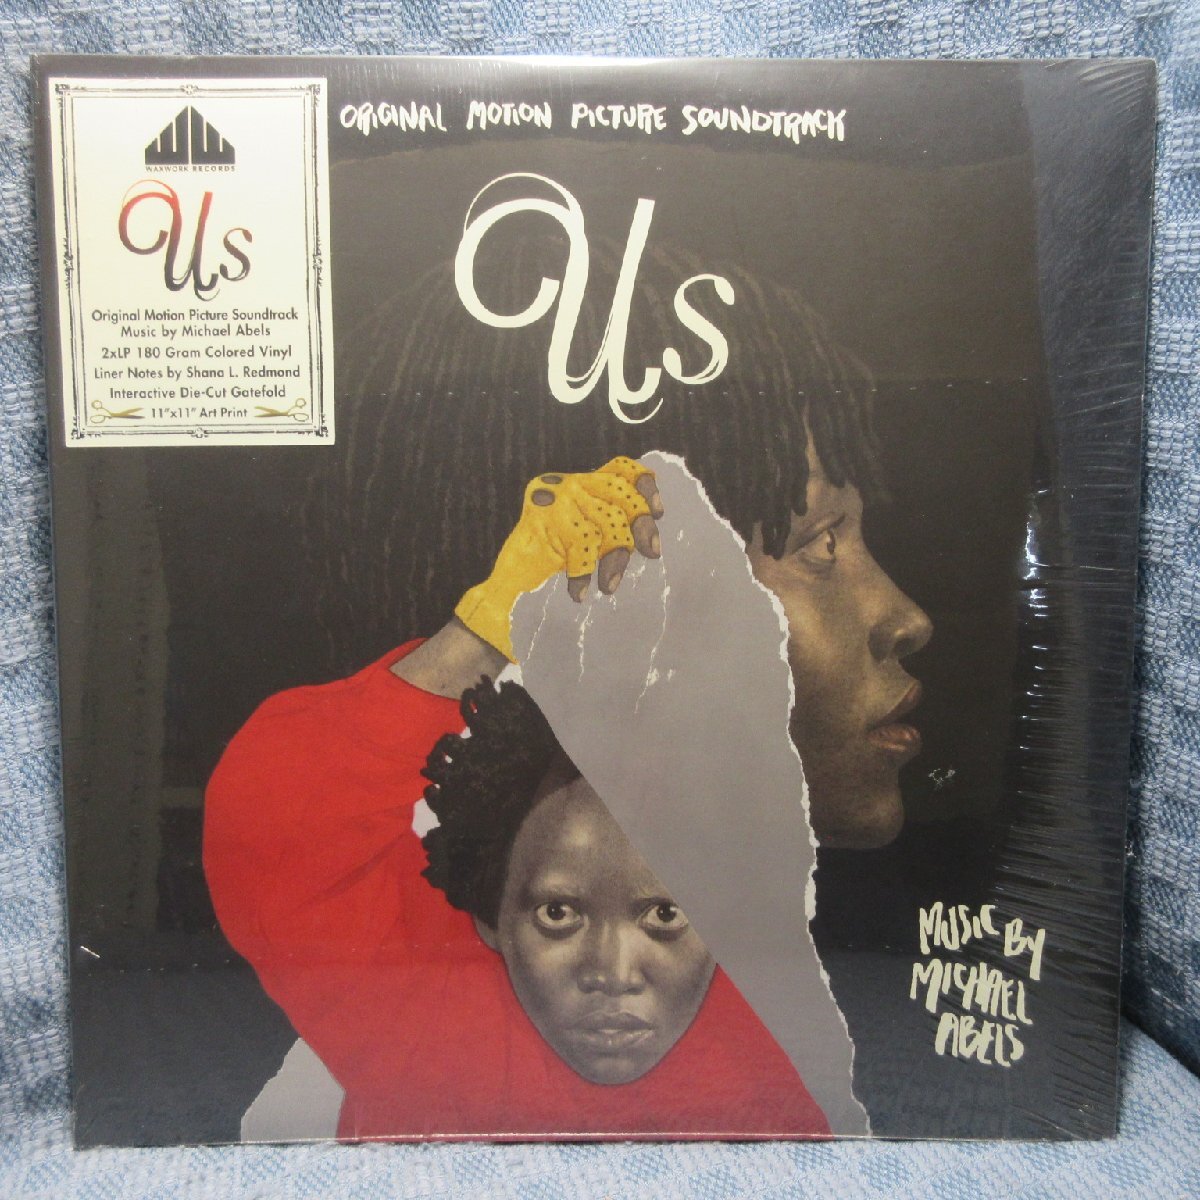 WAXWORK RECORDS
Us
Original Motion Picture Soundtrack
Music by Michael Abels
2xLP 180 Gram Colored Vinyl
Liner Notes by Shana L. Redmond
Interactive Die-Cut Gatefold
11"x11" Art Print
ORIGINAL MOTION PICTURE SOUNDTRACK
Us
MUSIC BY
MICHAEL
ABELS